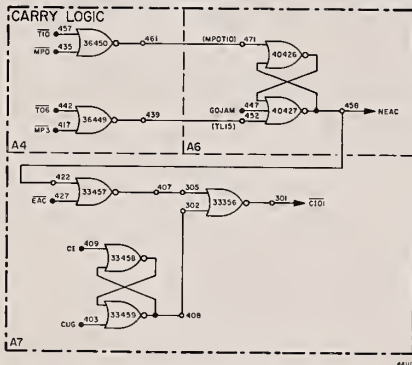 CARRY LOGIC
T10 457
MP0 435
36450
461
(MPOT10) 471
40426
T06 442
MP3 417
36449
439
GOJAM 447
452
(TL15)
40427
458
NEAC
A4
A6
422
EAC 427
33457
407 305
302
33356
301
CI01
CI 409
33458
CUG 403
33459
408
A7